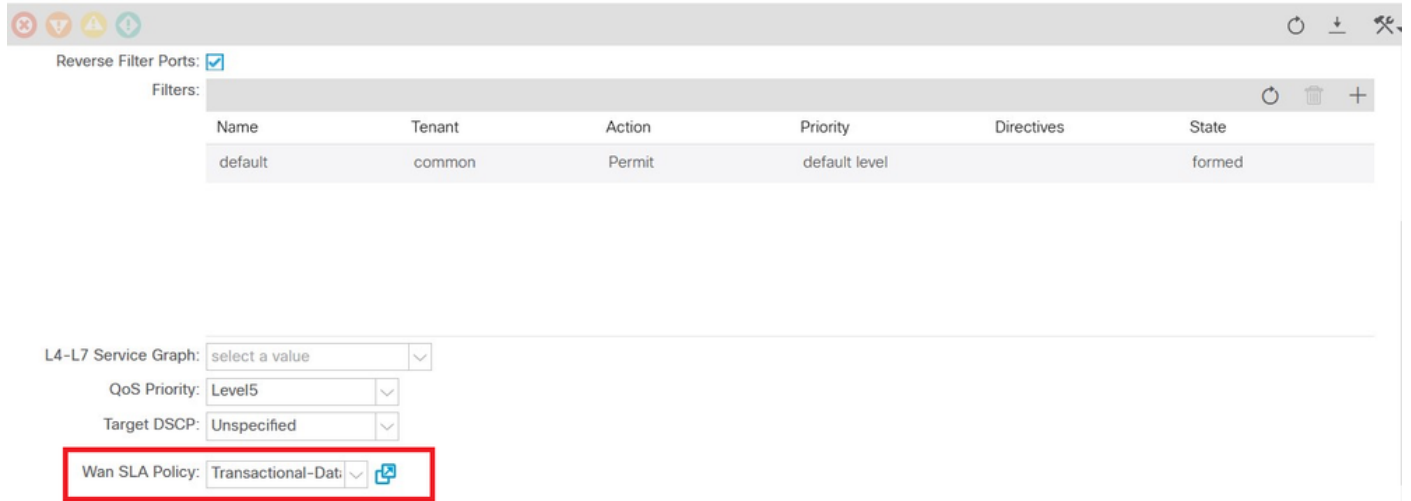 Reverse Filter Ports:
Filters:
Name Tenant Action Priority Directives State
default common Permit default level formed
L4-L7 Service Graph: select a value
QoS Priority: Level5
Target DSCP: Unspecified
Wan SLA Policy: Transactional-Dat